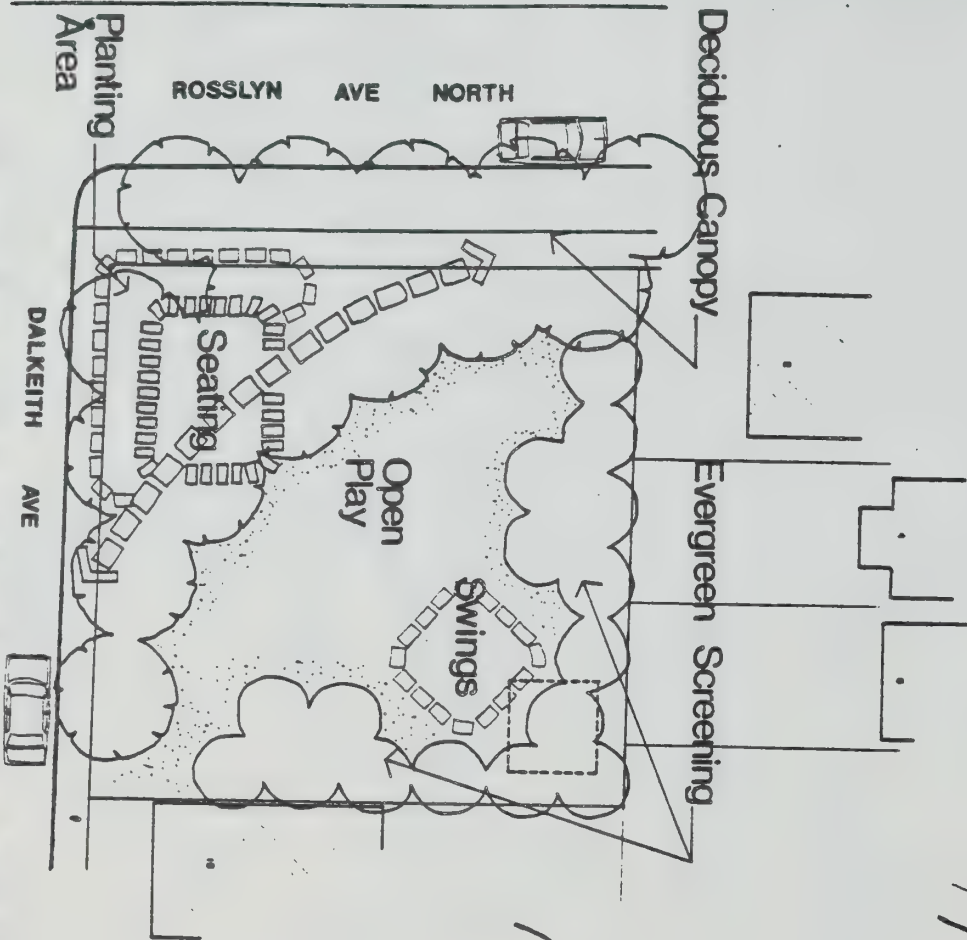 Deciduous Canopy
Evergreen Screening
Planting
Area
ROSSLYN AVE NORTH
Seating
Open
Play
Swings
DALKEITH AVE